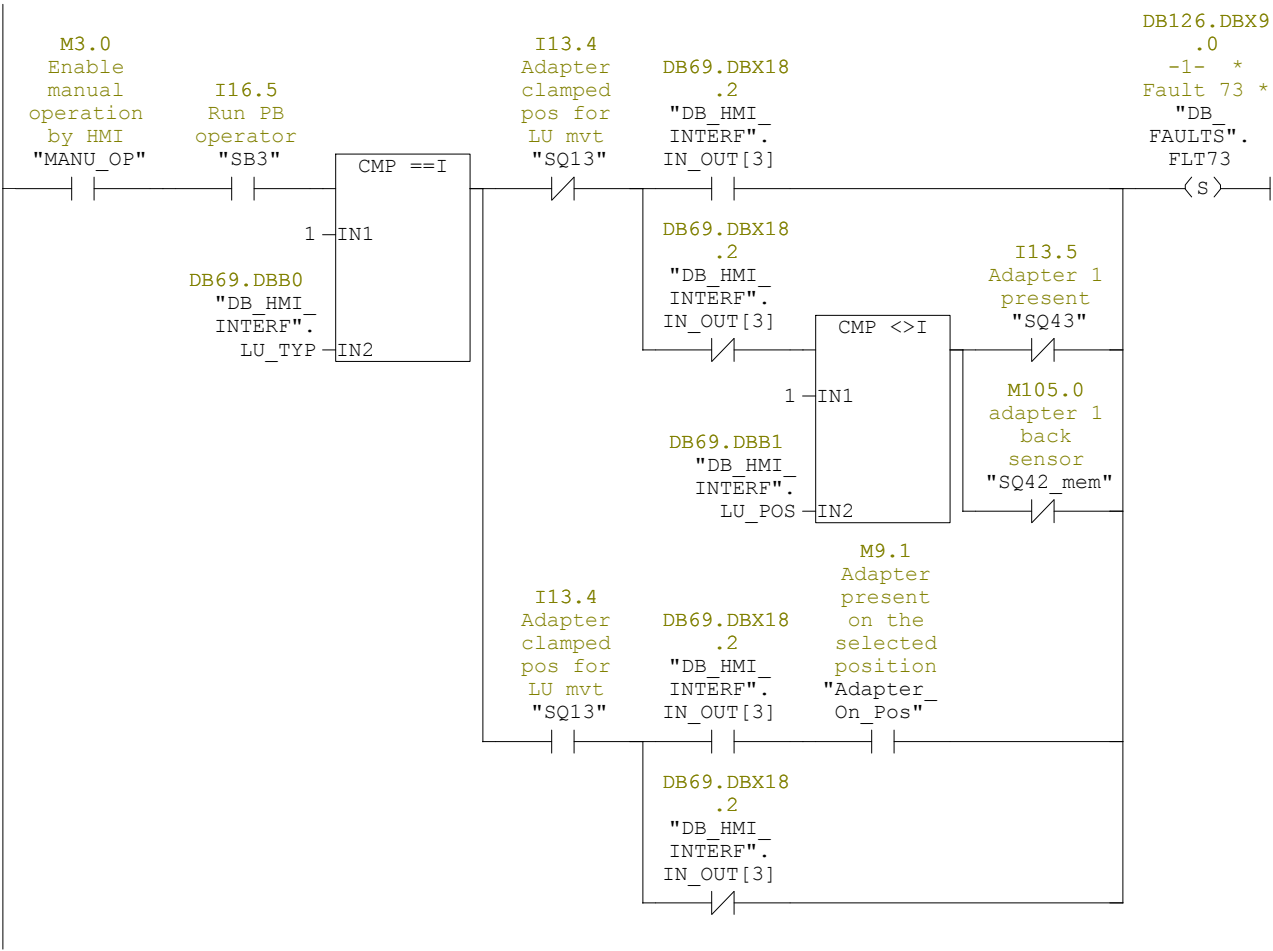 DB126.DBX9
.0
-1- *
Fault 73 *
"DB_
FAULTS".
FLT73
S
M3.0
Enable
manual
operation
by HMI
"MANU_OP"
I16.5
Run PB
operator
"SB3"
CMP ==I
1
IN1
DB69.DBB0
"DB_HMI_
INTERF".
LU_TYP
IN2
I13.4
Adapter
clamped
pos for
LU mvt
"SQ13"
DB69.DBX18
.2
"DB_HMI_
INTERF".
IN_OUT[3]
DB69.DBX18
.2
"DB_HMI_
INTERF".
IN_OUT[3]
CMP <>I
1
IN1
DB69.DBB1
"DB_HMI_
INTERF".
LU_POS
IN2
I13.5
Adapter 1
present
"SQ43"
M105.0
adapter 1
back
sensor
"SQ42_mem"
I13.4
Adapter
clamped
pos for
LU mvt
"SQ13"
DB69.DBX18
.2
"DB_HMI_
INTERF".
IN_OUT[3]
M9.1
Adapter
present
on the
selected
position
"Adapter_
On_Pos"
DB69.DBX18
.2
"DB_HMI_
INTERF".
IN_OUT[3]